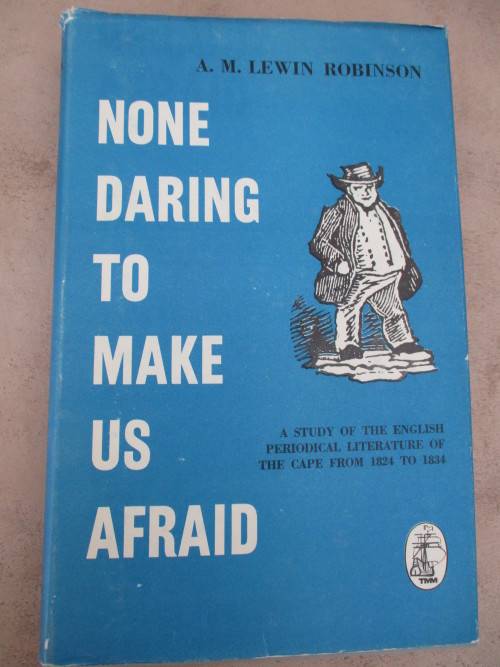 A. M. LEWIN ROBINSON
NONE
DARING
TO
MAKE
US
AFRAID
A STUDY OF THE ENGLISH
PERIODICAL LITERATURE OF
THE CAPE FROM 1824 TO 1834
TMM